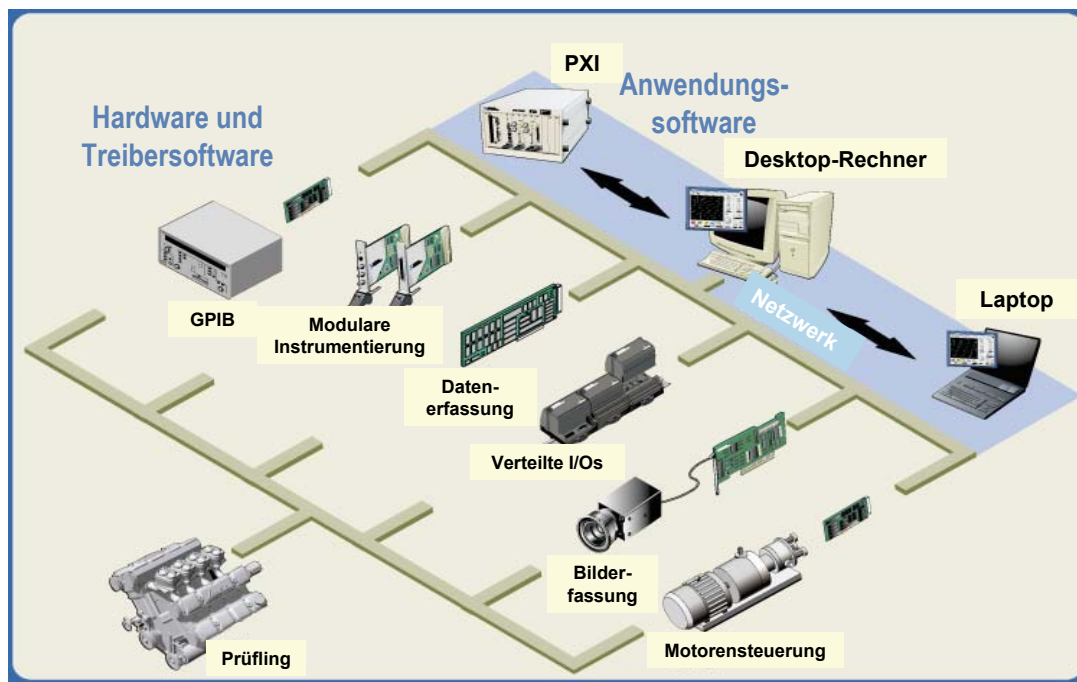 PXI
Anwendungs-
software
Hardware und
Treibersoftware
Desktop-Rechner
Laptop
Netzwerk
GPIB
Modulare
Instrumentierung
Daten-
erfassung
Verteilte I/Os
Bilder-
fassung
Motorensteuerung
Prüfling